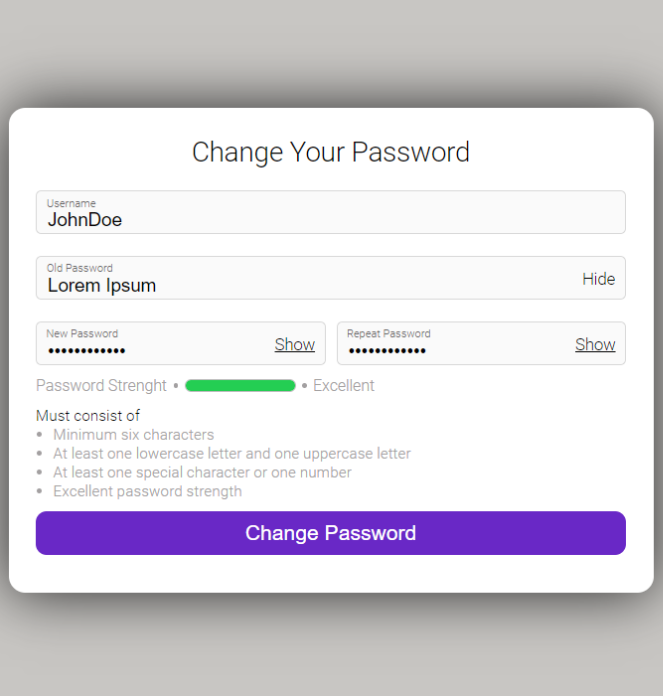 Change Your Password
Username
JohnDoe
Old Password
Lorem Ipsum
Hide
New Password
••••••••••••
Show
Repeat Password
••••••••••••
Show
Password Strenght • • Excellent
Must consist of
• Minimum six characters
• At least one lowercase letter and one uppercase letter
• At least one special character or one number
• Excellent password strength
Change Password